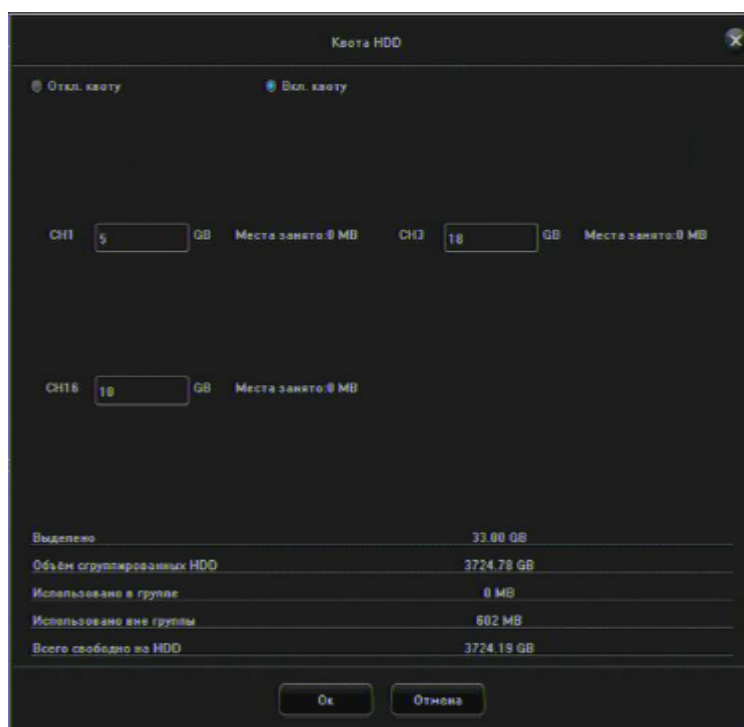 Квота HDD
Откл. квоту Вкл. квоту
CH1 5 GB Места занято:0 MB CH3 18 GB Места занято:0 MB
CH16 10 GB Места занято:0 MB
Выделено 33.00 GB
Объём сгруппированных HDD 3724.78 GB
Использовано в группе 0 MB
Использовано вне группы 602 MB
Всего свободно на HDD 3724.19 GB
Ок Отмена